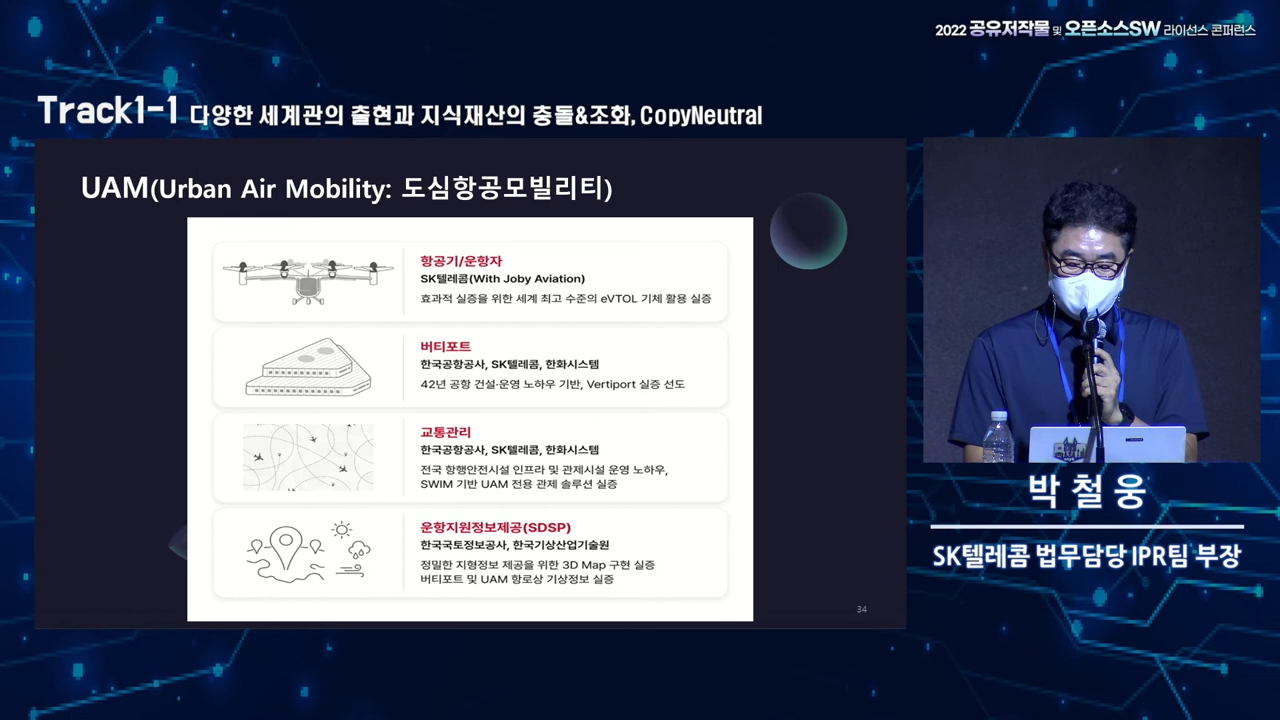 2022 공유저작물 및 오픈소스SW 라이선스 콘퍼런스
Track1-1 다양한 세계관의 출현과 지식재산의 충돌&조화, CopyNeutral
UAM(Urban Air Mobility: 도심항공모빌리티)
항공기/운항자
SK텔레콤(With Joby Aviation)
효과적 실증을 위한 세계 최고 수준의 eVTOL 기체 활용 실증
버티포트
한국공항공사, SK텔레콤, 한화시스템
42년 공항 건설·운영 노하우 기반, Vertiport 실증 선도
교통관리
한국공항공사, SK텔레콤, 한화시스템
전국 항행안전시설 인프라 및 관제시설 운영 노하우,
SWIM 기반 UAM 전용 관제 솔루션 실증
운항지원정보제공(SDSP)
한국국토정보공사, 한국기상산업기술원
정밀한 지형정보 제공을 위한 3D Map 구현 실증
버티포트 및 UAM 항로상 기상정보 실증
34
박철웅
SK텔레콤 법무담당 IPR팀 부장